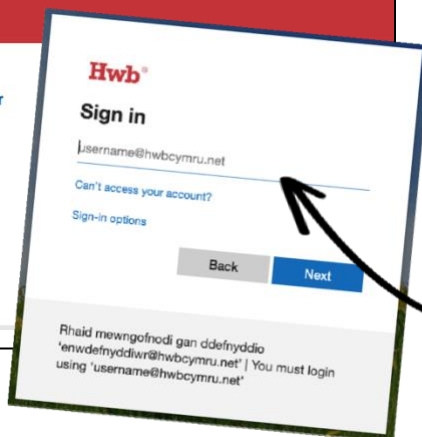 Hwb
Sign in
username@hwbcymru.net
Can't access your account?
Sign-in options
Back
Next
Rhaid mewngofnodi gan ddefnyddio
'enwdefnyddiwr@hwbcymru.net' | You must login
using 'username@hwbcymru.net'